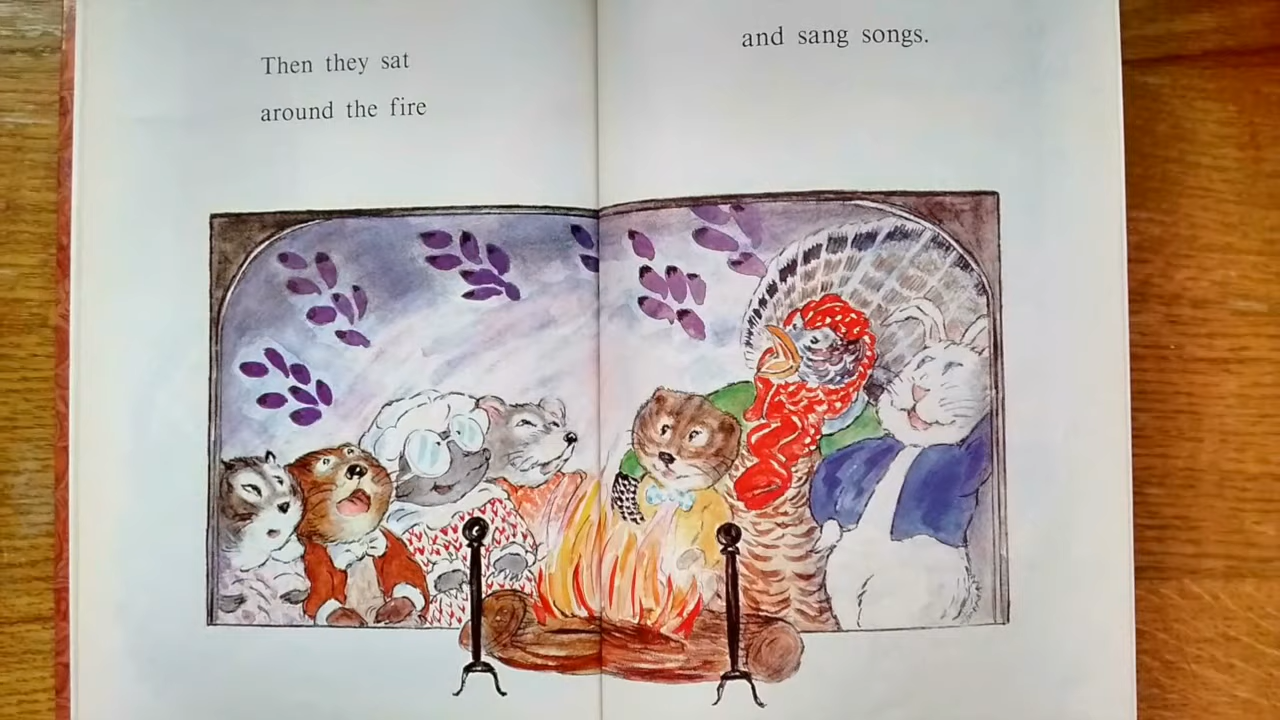 Then they sat
around the fire
and sang songs.